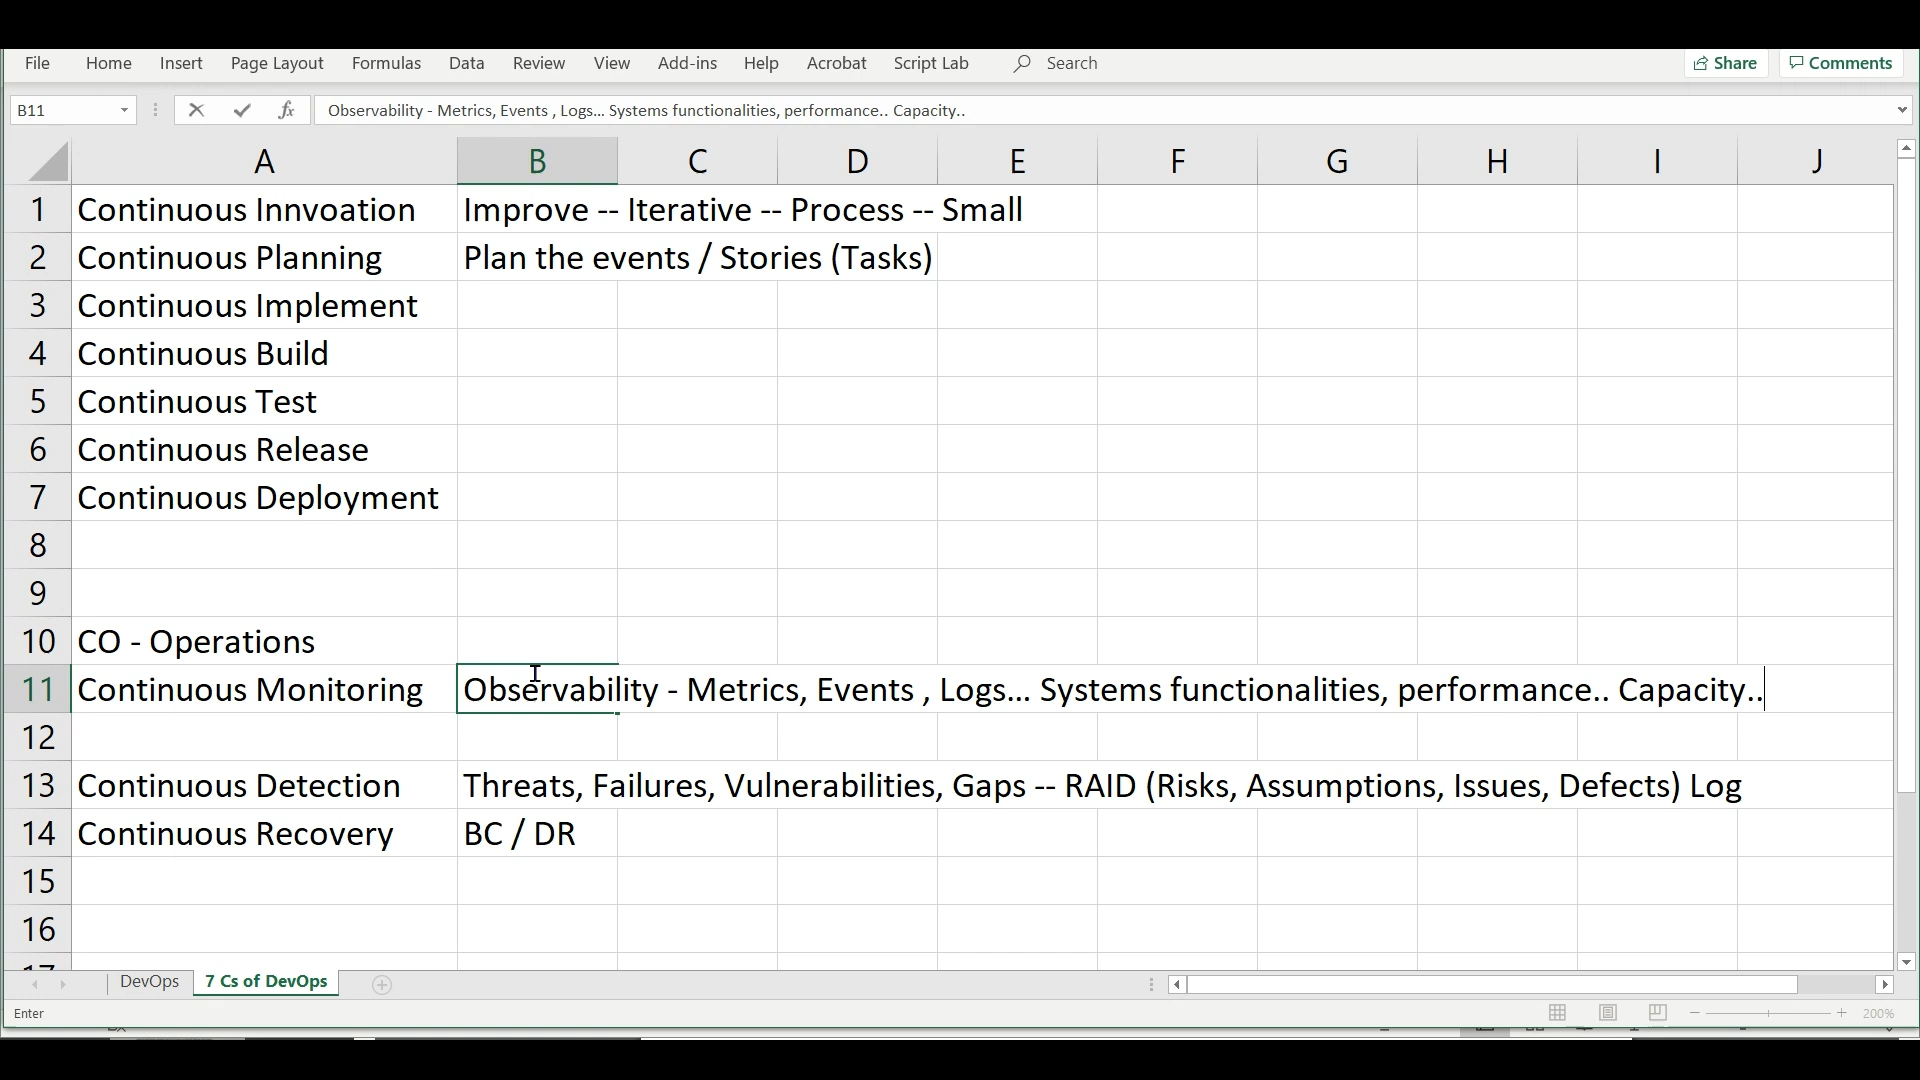 File Home Insert Page Layout Formulas Data Review View Add-ins Help Acrobat Script Lab Search Share Comments
B11 fx Observability - Metrics, Events , Logs... Systems functionalities, performance.. Capacity..
A B C D E F G H I J
1 Continuous Innvoation Improve -- Iterative -- Process -- Small
2 Continuous Planning Plan the events / Stories (Tasks)
3 Continuous Implement
4 Continuous Build
5 Continuous Test
6 Continuous Release
7 Continuous Deployment
8
9
10 CO - Operations
11 Continuous Monitoring Observability - Metrics, Events , Logs... Systems functionalities, performance.. Capacity..
12
13 Continuous Detection Threats, Failures, Vulnerabilities, Gaps -- RAID (Risks, Assumptions, Issues, Defects) Log
14 Continuous Recovery BC / DR
15
16
DevOps 7 Cs of DevOps
Enter 200%